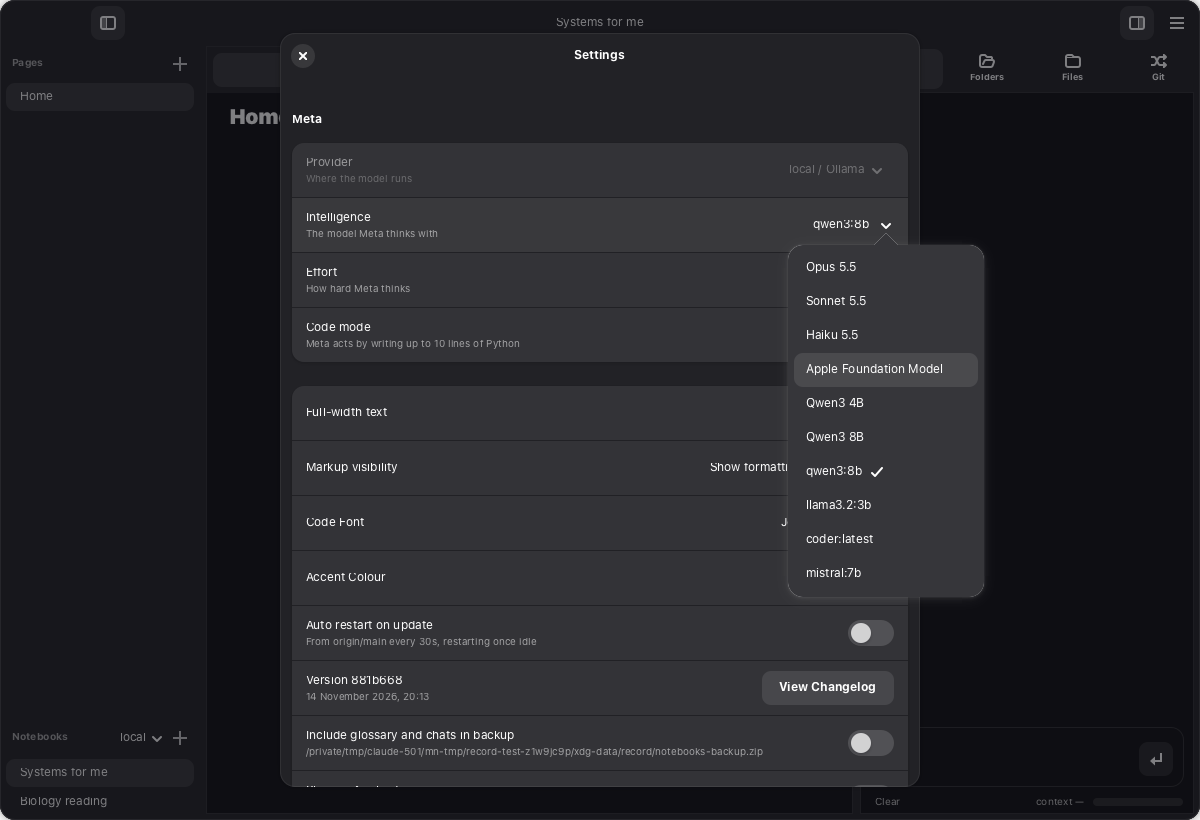 Systems for me
Pages
Home
Settings
Folders
Files
Git
Home
Meta
Provider
Where the model runs
local / Ollama
Intelligence
The model Meta thinks with
qwen3:8b
Effort
How hard Meta thinks
Code mode
Meta acts by writing up to 10 lines of Python
Opus 5.5
Sonnet 5.5
Haiku 5.5
Apple Foundation Model
Qwen3 4B
Qwen3 8B
qwen3:8b
llama3.2:3b
coder:latest
mistral:7b
Full-width text
Markup visibility
Show
Code Font
Accent Colour
Auto restart on update
From origin/main every 30s, restarting once idle
Version 881b668
14 November 2026, 20:13
View Changelog
Include glossary and chats in backup
/private/tmp/claude-501/mn-tmp/record-test-z1w9jc9p/xdg-data/record/notebooks-backup.zip
Notebooks
local
Systems for me
Biology reading
Clear
context —